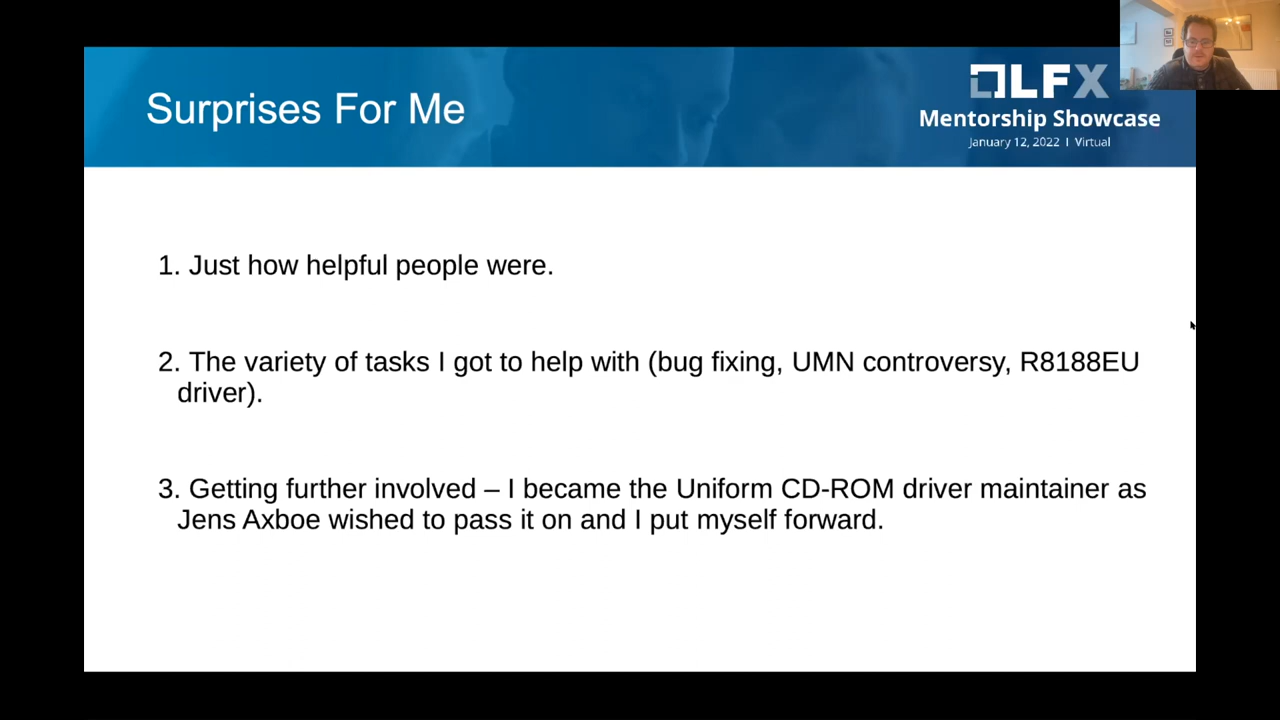 Surprises For Me
LFX
Mentorship Showcase
January 12, 2022 | Virtual
1. Just how helpful people were.
2. The variety of tasks I got to help with (bug fixing, UMN controversy, R8188EU
driver).
3. Getting further involved – I became the Uniform CD-ROM driver maintainer as
Jens Axboe wished to pass it on and I put myself forward.